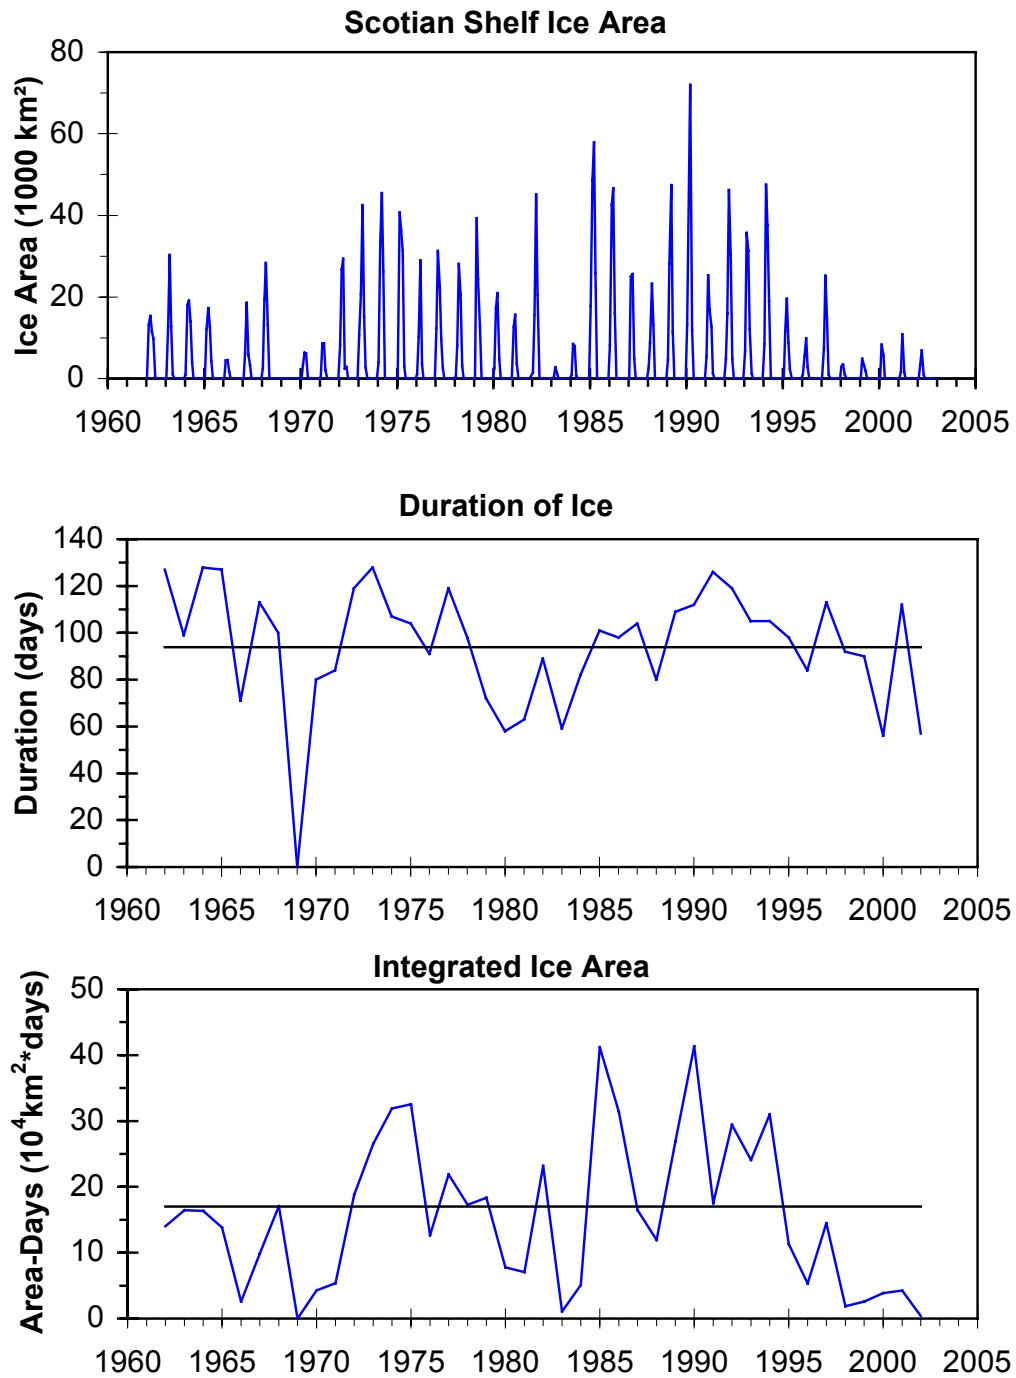 Scotian Shelf Ice Area
Ice Area (1000 km²)
80
60
40
20
0
1960 1965 1970 1975 1980 1985 1990 1995 2000 2005
Duration of Ice
Duration (days)
140
120
100
80
60
40
20
0
1960 1965 1970 1975 1980 1985 1990 1995 2000 2005
Integrated Ice Area
Area-Days (10⁴km²*days)
50
40
30
20
10
0
1960 1965 1970 1975 1980 1985 1990 1995 2000 2005